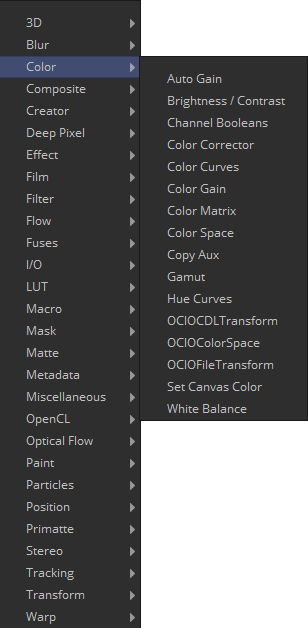 3D
Blur
Color
Composite
Creator
Deep Pixel
Effect
Film
Filter
Flow
Fuses
I/O
LUT
Macro
Mask
Matte
Metadata
Miscellaneous
OpenCL
Optical Flow
Paint
Particles
Position
Primatte
Stereo
Tracking
Transform
Warp
Auto Gain
Brightness / Contrast
Channel Booleans
Color Corrector
Color Curves
Color Gain
Color Matrix
Color Space
Copy Aux
Gamut
Hue Curves
OCIOCDLTransform
OCIOColorSpace
OCIOFileTransform
Set Canvas Color
White Balance